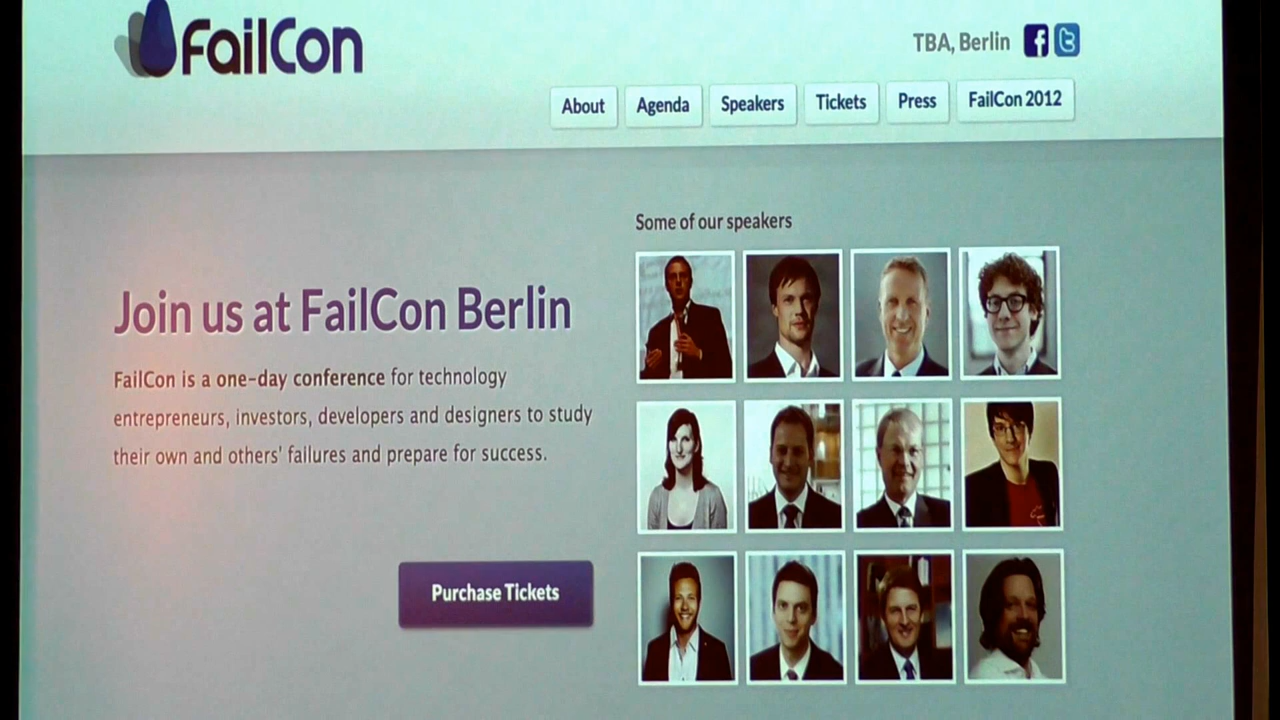 FailCon
TBA, Berlin
About
Agenda
Speakers
Tickets
Press
FailCon 2012
Some of our speakers
Join us at FailCon Berlin
FailCon is a one-day conference for technology
entrepreneurs, investors, developers and designers to study
their own and others' failures and prepare for success.
Purchase Tickets